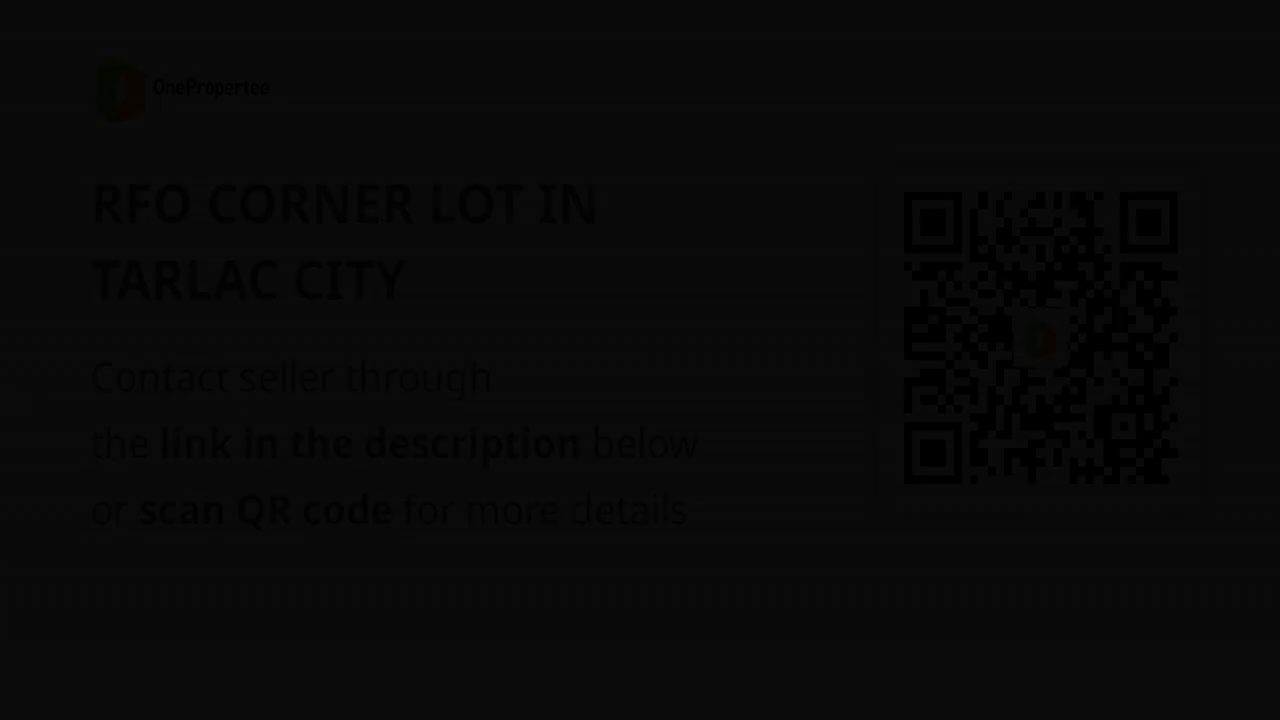 OnePropertee
RFO CORNER LOT IN
TARLAC CITY
Contact seller through
the link in the description below
or scan QR code for more details